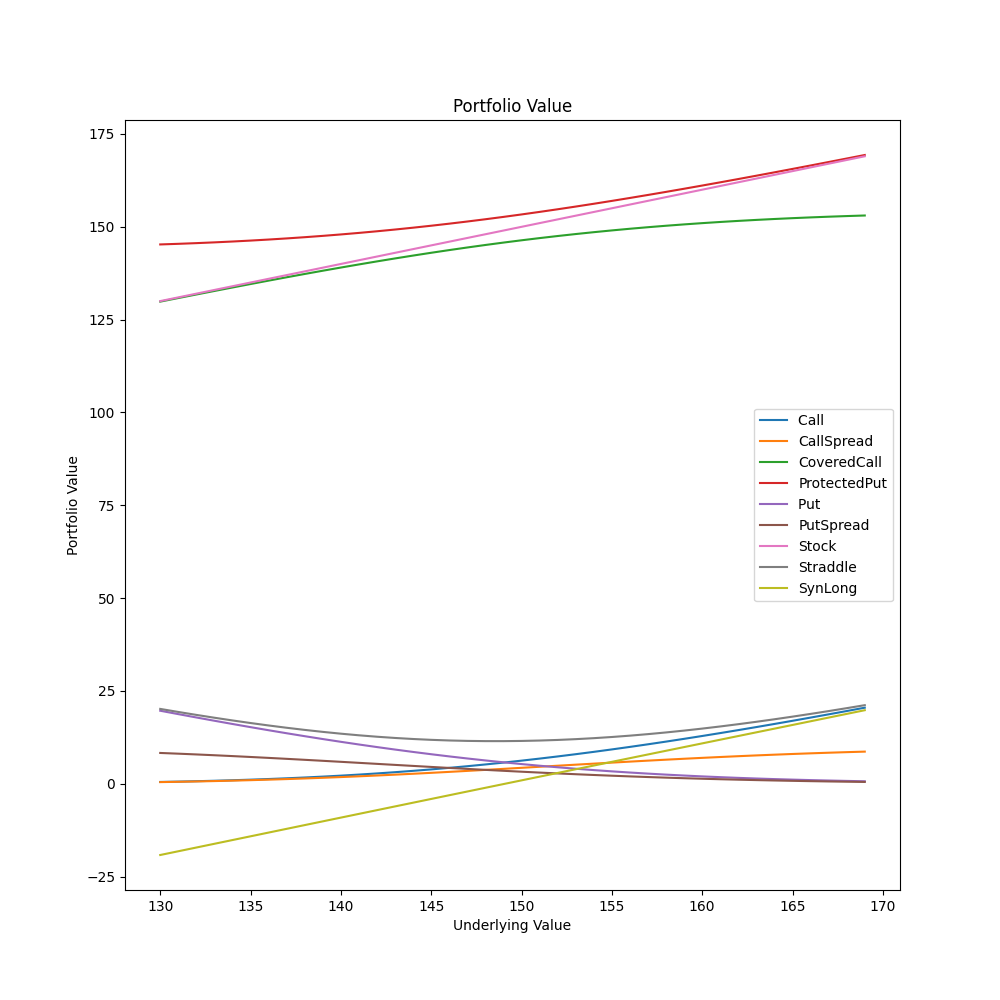 Portfolio Value
175
150
125
100
75
50
25
0
−25
Portfolio Value
Call
CallSpread
CoveredCall
ProtectedPut
Put
PutSpread
Stock
Straddle
SynLong
130 135 140 145 150 155 160 165 170
Underlying Value